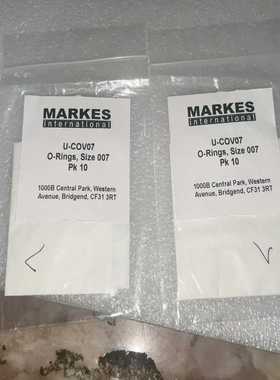 MARKES
International
U-COV07
O-Rings, Size 007
Pk 10
1000B Central Park, Western
Avenue, Bridgend, CF31 3RT
MARKES
International
U-COV07
O-Rings, Size 007
Pk 10
1000B Central Park, Western
Avenue, Bridgend, CF31 3RT